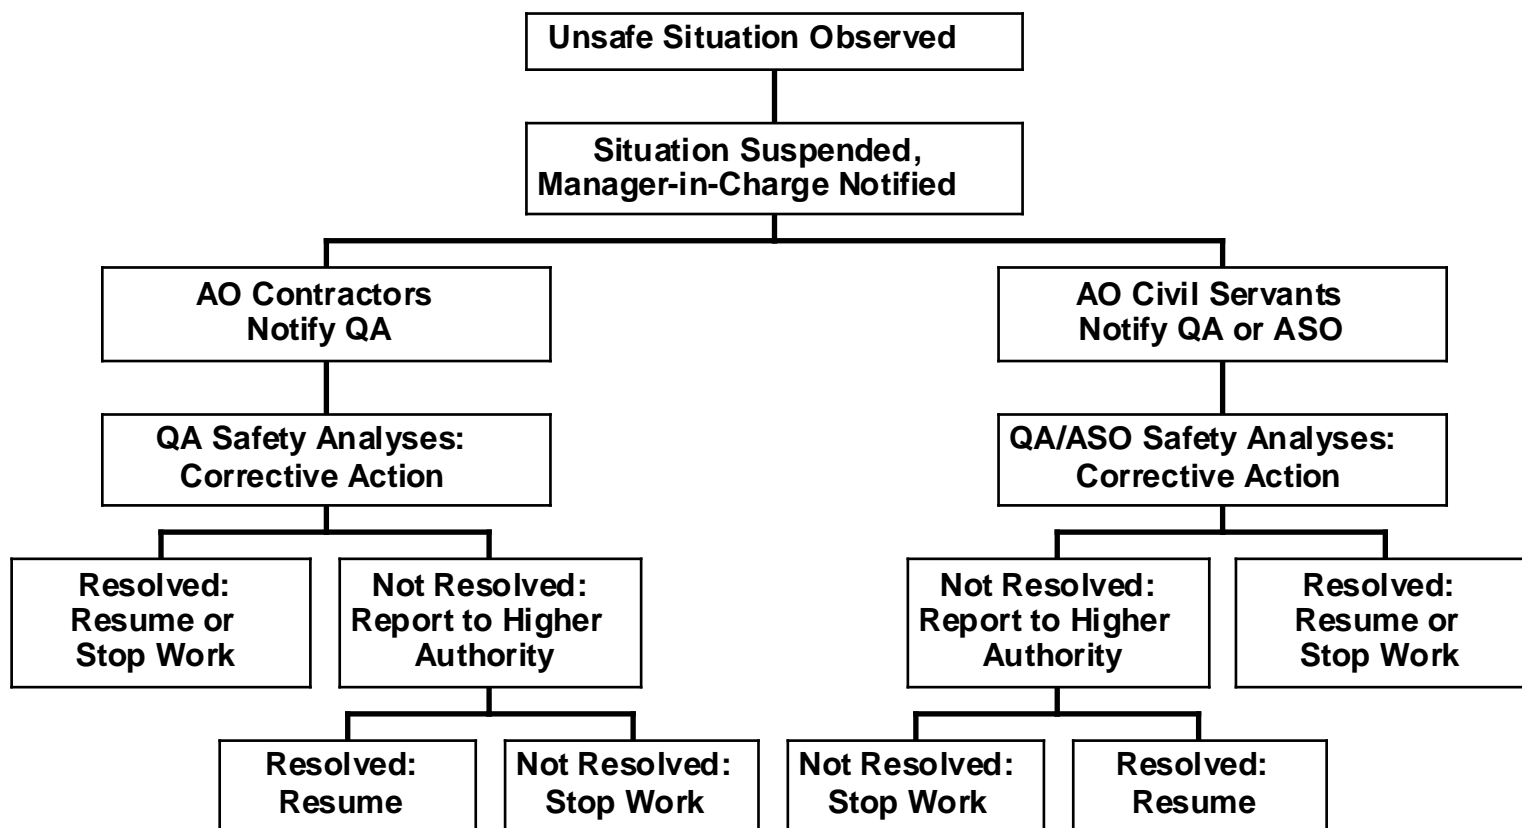 Unsafe Situation Observed
Situation Suspended,
Manager-in-Charge Notified
AO Contractors
Notify QA
AO Civil Servants
Notify QA or ASO
QA Safety Analyses:
Corrective Action
QA/ASO Safety Analyses:
Corrective Action
Resolved:
Resume or
Stop Work
Not Resolved:
Report to Higher
Authority
Not Resolved:
Report to Higher
Authority
Resolved:
Resume or
Stop Work
Resolved:
Resume
Not Resolved:
Stop Work
Not Resolved:
Stop Work
Resolved:
Resume